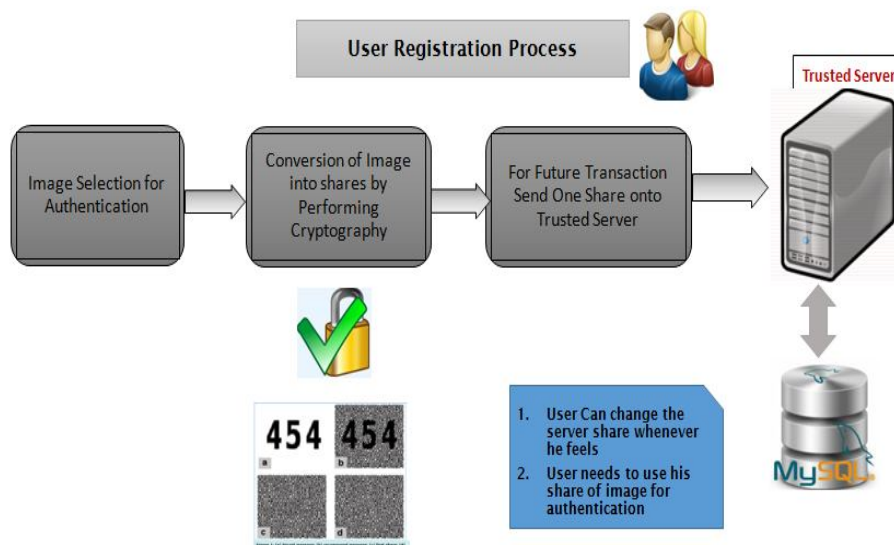 User Registration Process
Trusted Server
Image Selection for
Authentication
Conversion of Image
into shares by
Performing
Cryptography
For Future Transaction
Send One Share onto
Trusted Server
454
454
a
b
c
d
1. User Can change the
server share whenever
he feels
2. User needs to use his
share of image for
authentication
MySQL